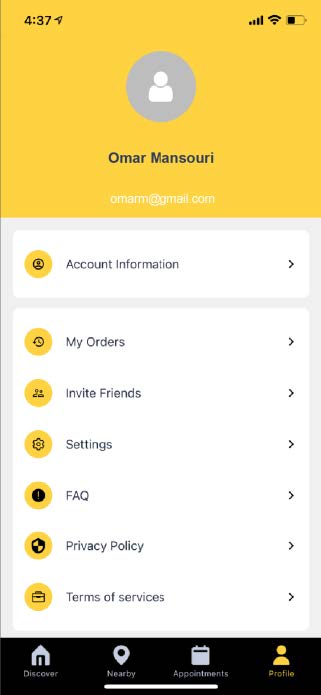 4:37
Omar Mansouri
omarm@gmail.com
Account Information
My Orders
Invite Friends
Settings
FAQ
Privacy Policy
Terms of services
Discover
Nearby
Appointments
Profile